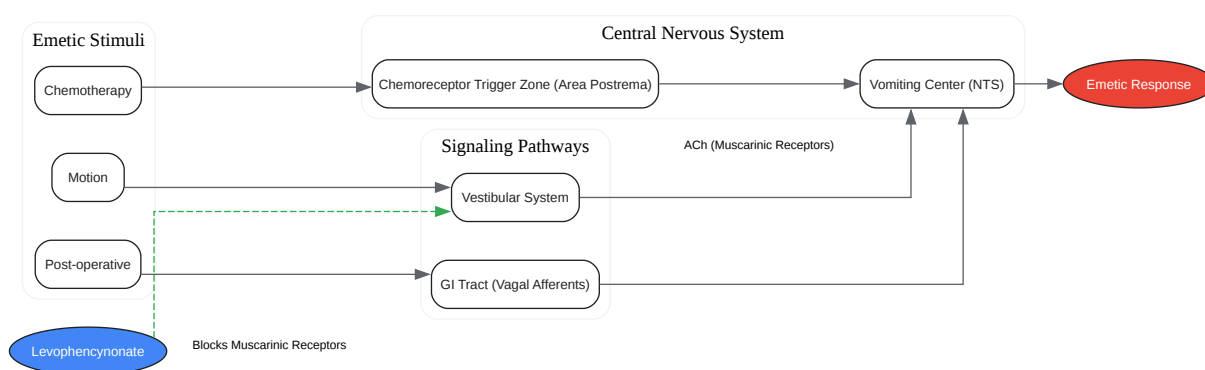 Emetic Stimuli
Chemotherapy
Motion
Post-operative
Levophencynonate
Blocks Muscarinic Receptors
Signaling Pathways
Vestibular System
GI Tract (Vagal Afferents)
Central Nervous System
Chemoreceptor Trigger Zone (Area Postrema)
Vomiting Center (NTS)
ACh (Muscarinic Receptors)
Emetic Response